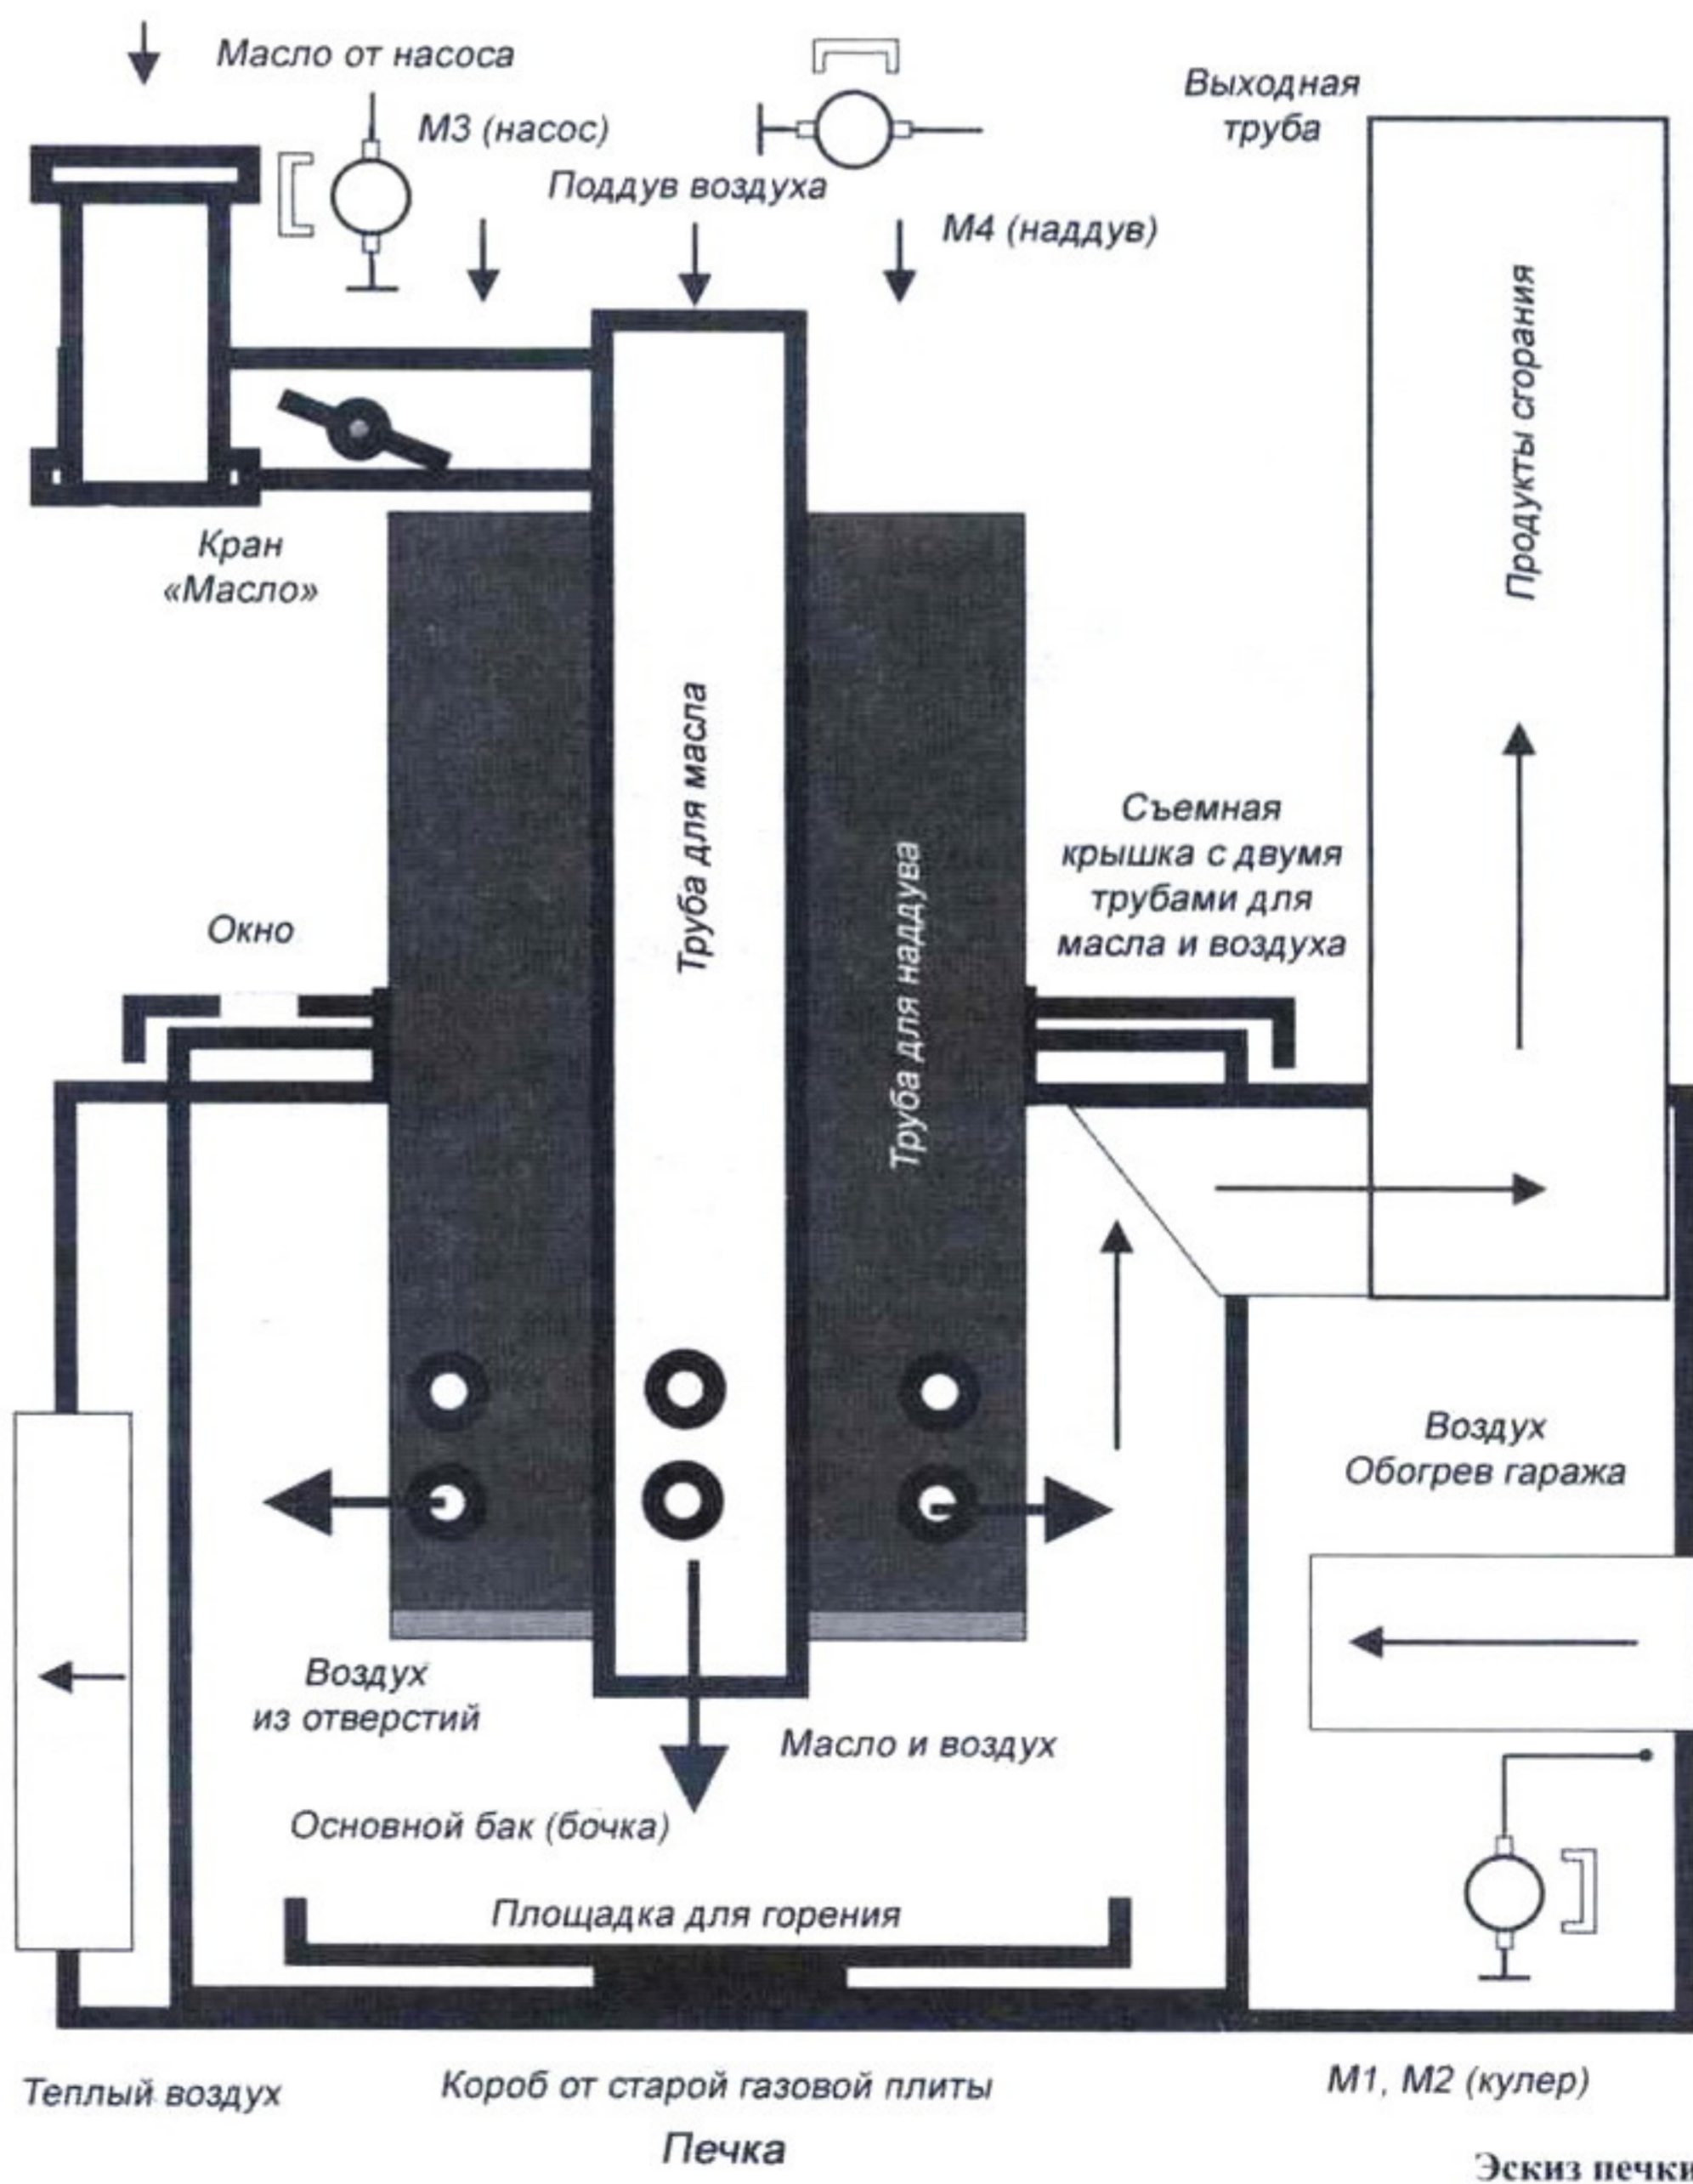 Масло от насоса
М3 (насос)
Поддув воздуха
М4 (наддув)
Выходная
труба
Продукты сгорания
Кран
«Масло»
Труба для масла
Труба для наддува
Съемная
крышка с двумя
трубами для
масла и воздуха
Окно
Воздух
Обогрев гаража
Воздух
из отверстий
Масло и воздух
Основной бак (бочка)
Площадка для горения
Теплый воздух
Короб от старой газовой плиты
М1, М2 (кулер)
Печка
Эскиз печки